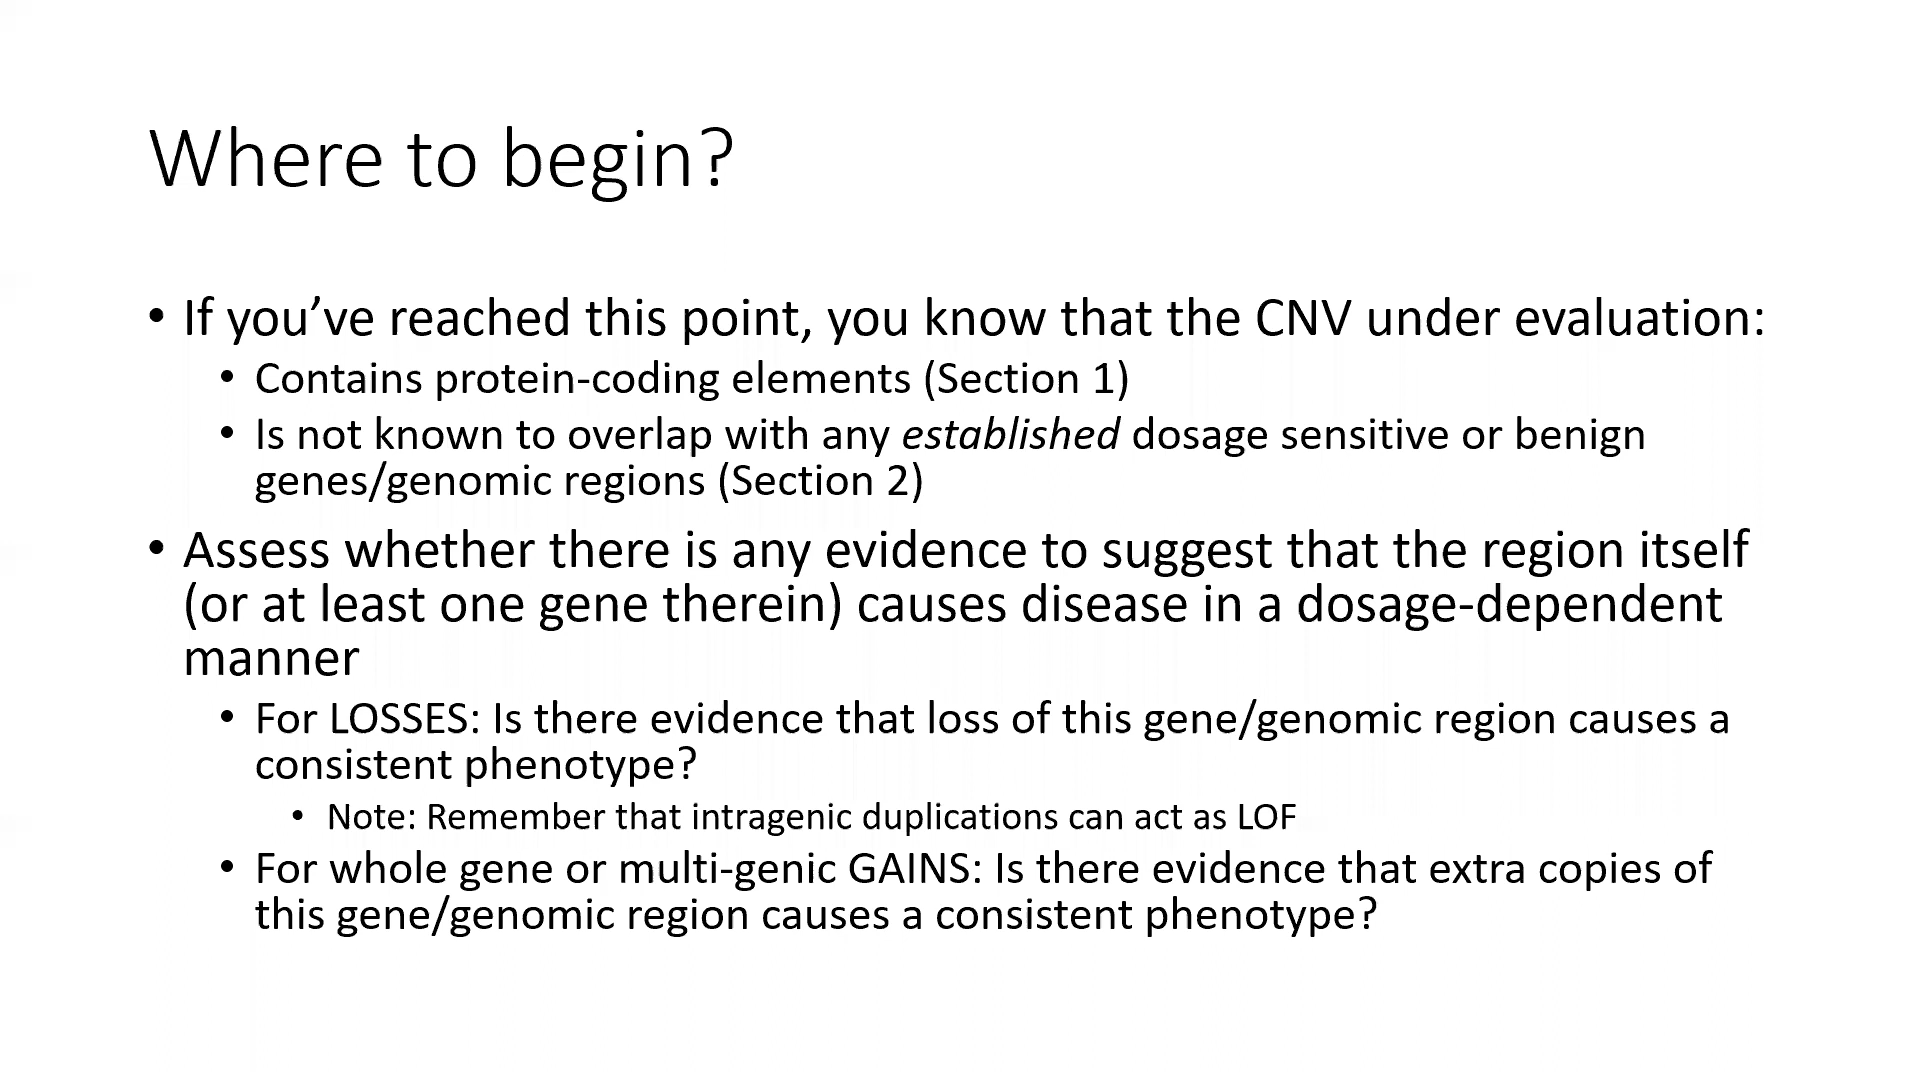 Where to begin?
• If you’ve reached this point, you know that the CNV under evaluation:
• Contains protein-coding elements (Section 1)
• Is not known to overlap with any established dosage sensitive or benign
genes/genomic regions (Section 2)
• Assess whether there is any evidence to suggest that the region itself
(or at least one gene therein) causes disease in a dosage-dependent
manner
• For LOSSES: Is there evidence that loss of this gene/genomic region causes a
consistent phenotype?
• Note: Remember that intragenic duplications can act as LOF
• For whole gene or multi-genic GAINS: Is there evidence that extra copies of
this gene/genomic region causes a consistent phenotype?